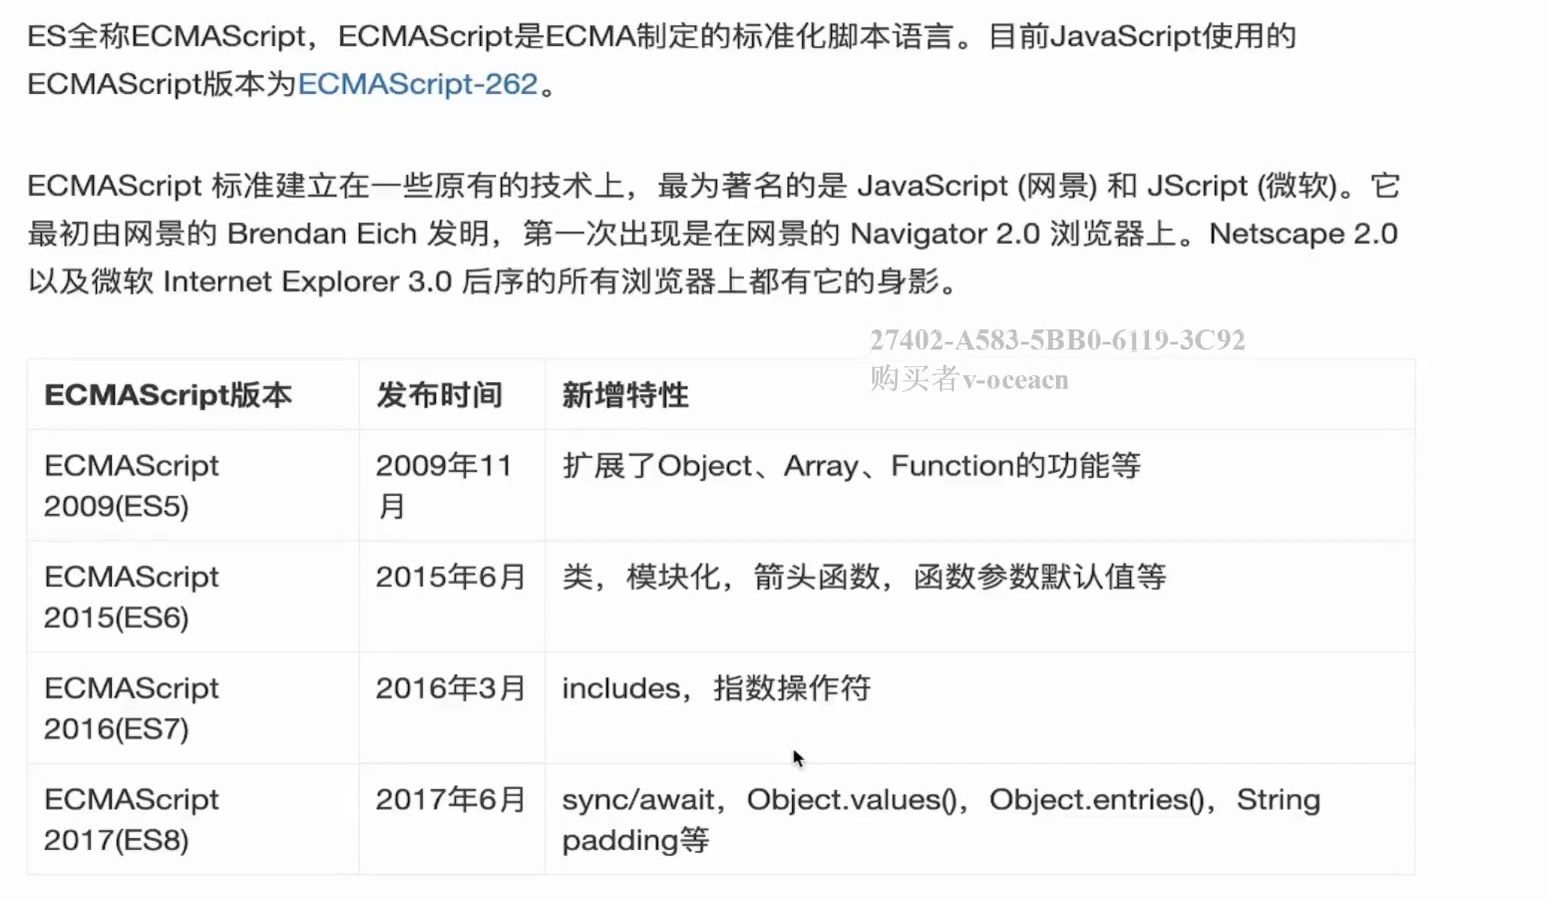 ES全称ECMAScript，ECMAScript是ECMA制定的标准化脚本语言。目前JavaScript使用的
ECMAScript版本为ECMAScript-262。
ECMAScript 标准建立在一些原有的技术上，最为著名的是 JavaScript (网景) 和 JScript (微软)。它
最初由网景的 Brendan Eich 发明，第一次出现是在网景的 Navigator 2.0 浏览器上。Netscape 2.0
以及微软 Internet Explorer 3.0 后序的所有浏览器上都有它的身影。
27402-A583-5BB0-6119-3C92
购买者v-oceacn
ECMAScript版本 发布时间 新增特性
ECMAScript 2009年11 扩展了Object、Array、Function的功能等
2009(ES5) 月
ECMAScript 2015年6月 类，模块化，箭头函数，函数参数默认值等
2015(ES6)
ECMAScript 2016年3月 includes，指数操作符
2016(ES7)
ECMAScript 2017年6月 sync/await，Object.values()，Object.entries()，String
2017(ES8) padding等